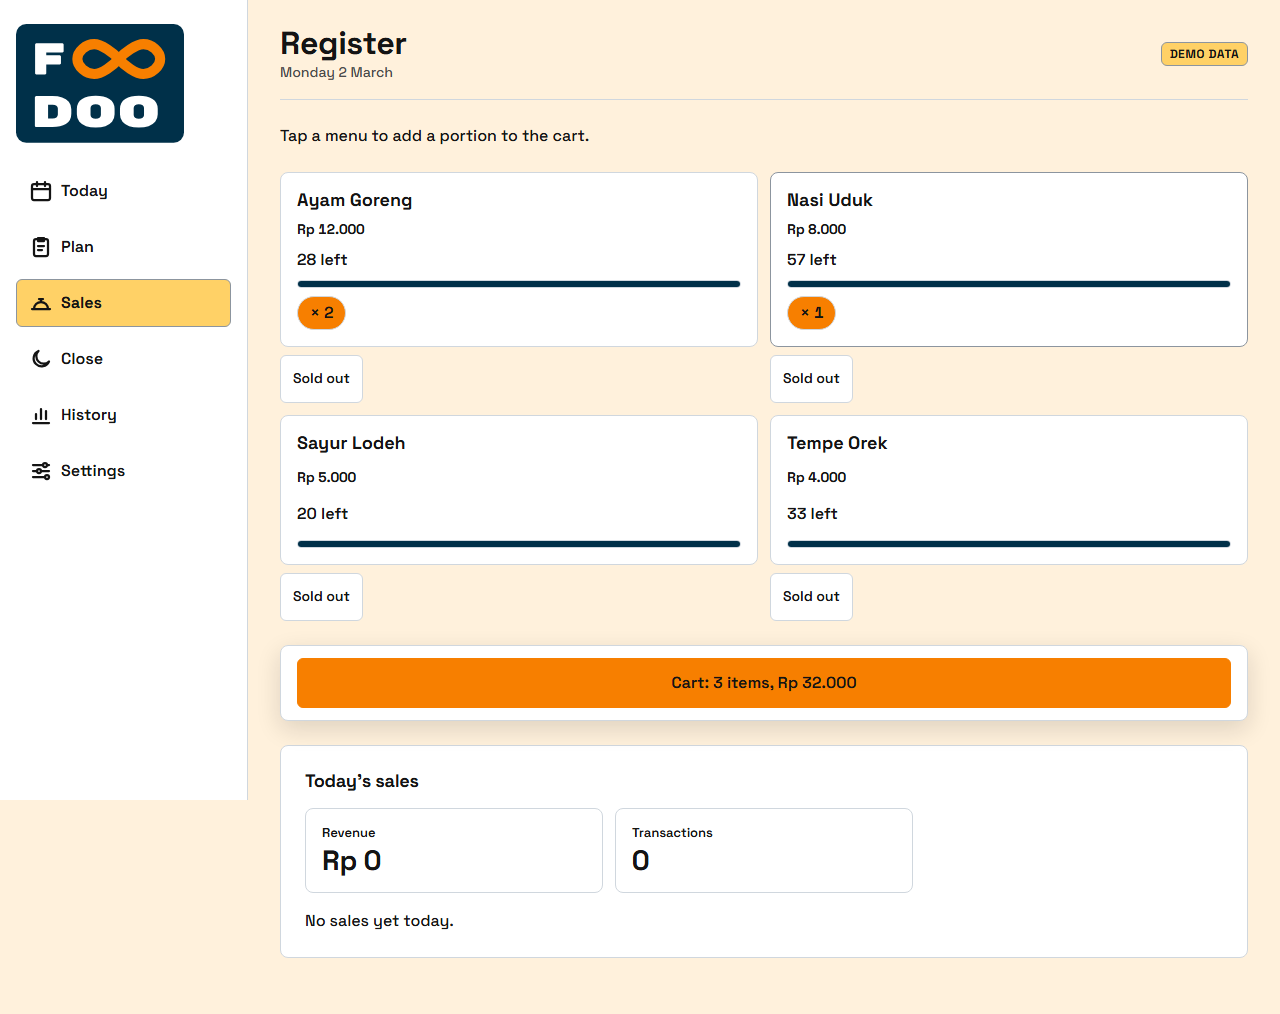 F∞
DOO
Today
Plan
Sales
Close
History
Settings
Register
Monday 2 March
DEMO DATA
Tap a menu to add a portion to the cart.
Ayam Goreng
Rp 12.000
28 left
× 2
Sold out
Nasi Uduk
Rp 8.000
57 left
× 1
Sold out
Sayur Lodeh
Rp 5.000
20 left
Sold out
Tempe Orek
Rp 4.000
33 left
Sold out
Cart: 3 items, Rp 32.000
Today’s sales
Revenue
Rp 0
Transactions
0
No sales yet today.